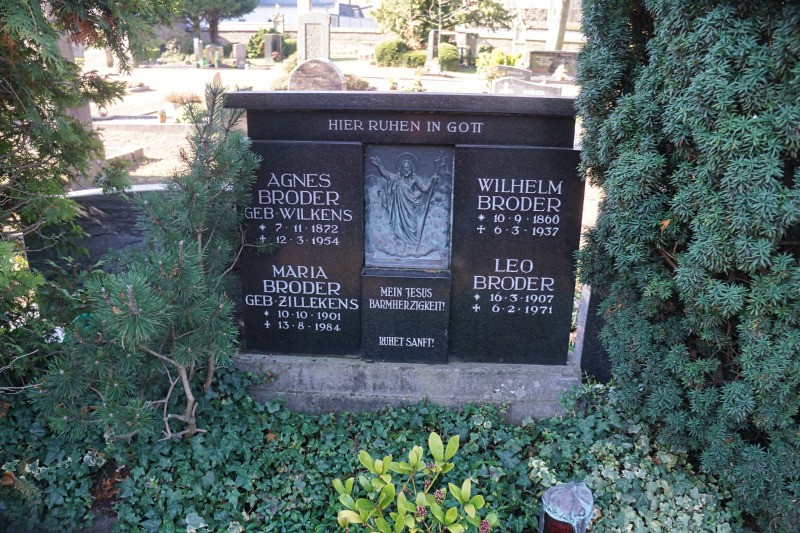 HIER RUHEN IN GOTT
AGNES
BRODER
GEB·WILKENS
* 7·11·1872
✝ 12·3·1954
MARIA
BRODER
GEB·ZILLEKENS
* 10·10·1901
✝ 13·8·1984
MEIN JESUS
BARMHERZIGKEIT!
RUHET SANFT!
WILHELM
BRODER
* 10·9·1866
✝ 6·3·1937
LEO
BRODER
* 16·3·1907
✝ 6·2·1971